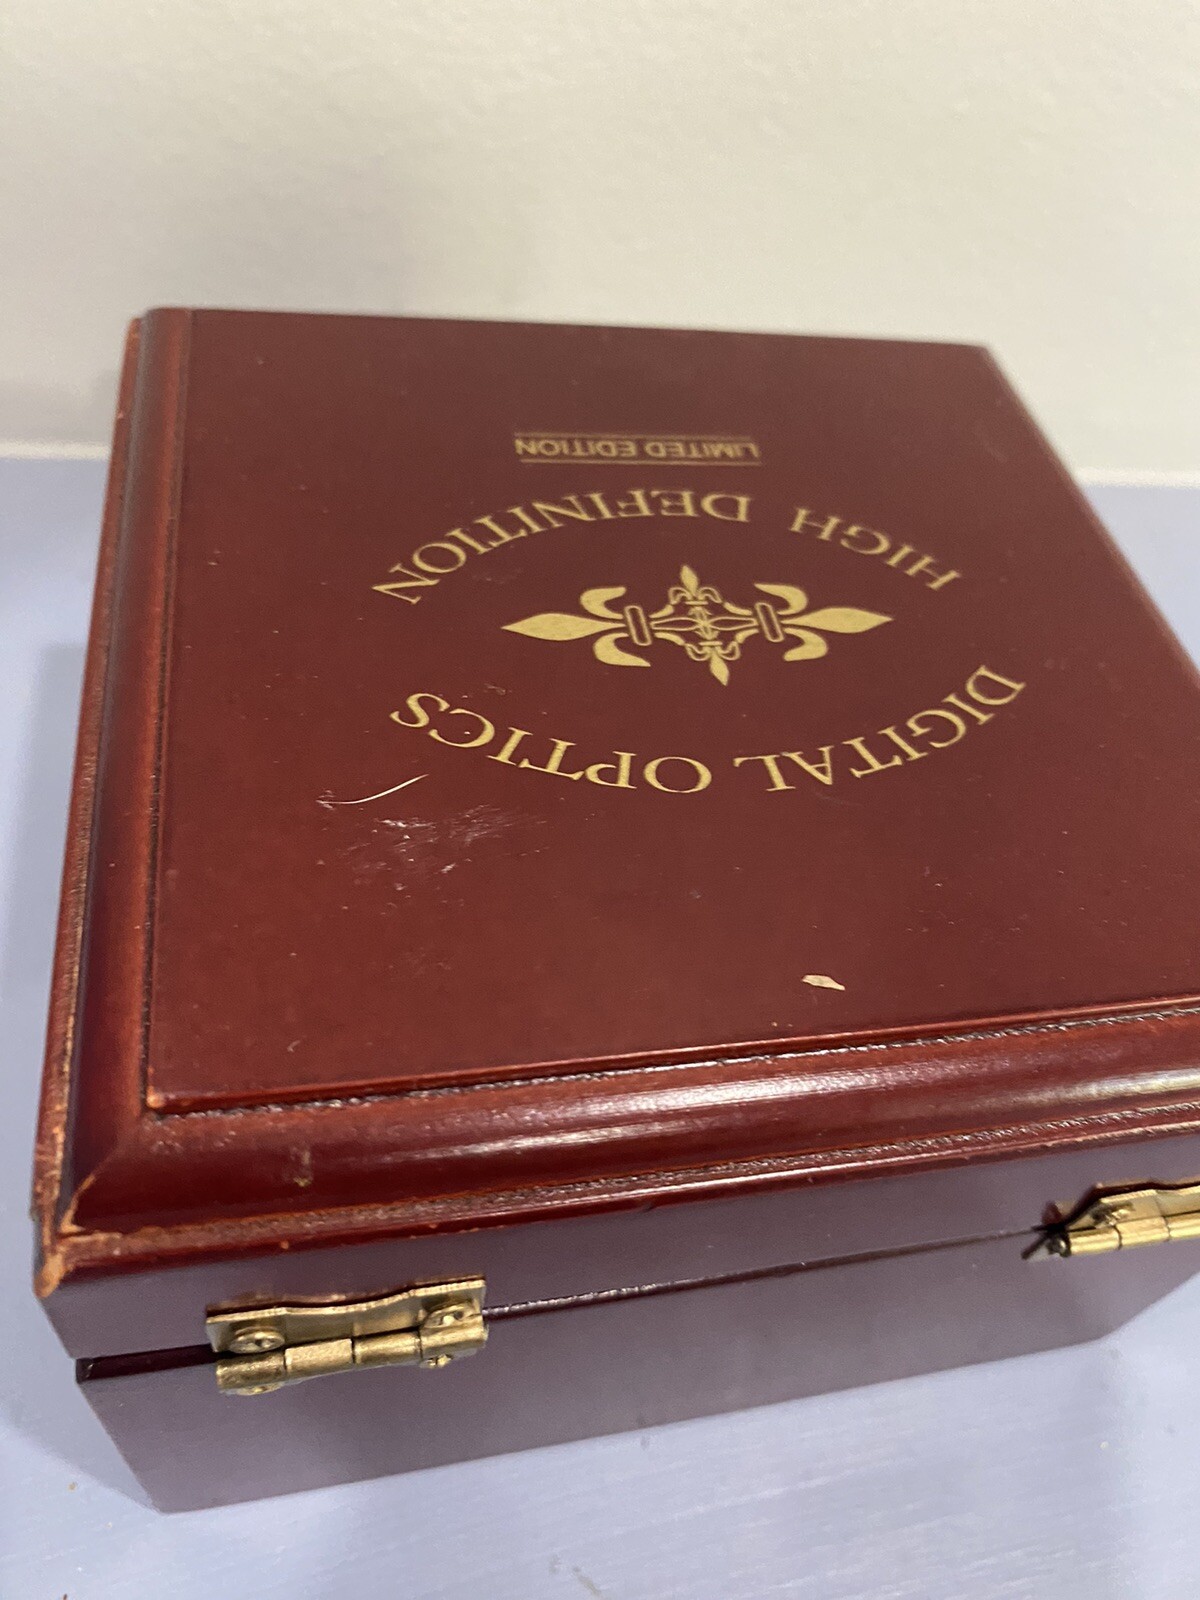 DIGITAL OPTICS
HIGH DEFINITION
LIMITED EDITION